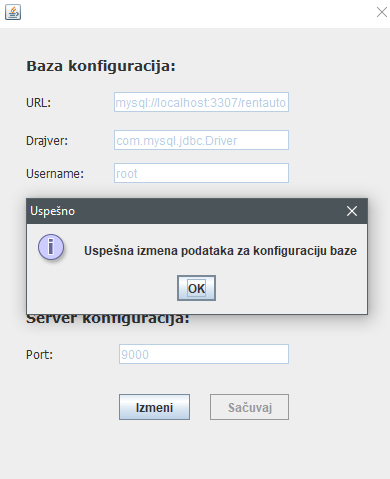 Baza konfiguracija:
URL: mysql://localhost:3307/rentauto
Drajver: com.mysql.jdbc.Driver
Username: root
Uspešno
Uspešna izmena podataka za konfiguraciju baze
OK
Server konfiguracija:
Port: 9000
Izmeni Sačuvaj